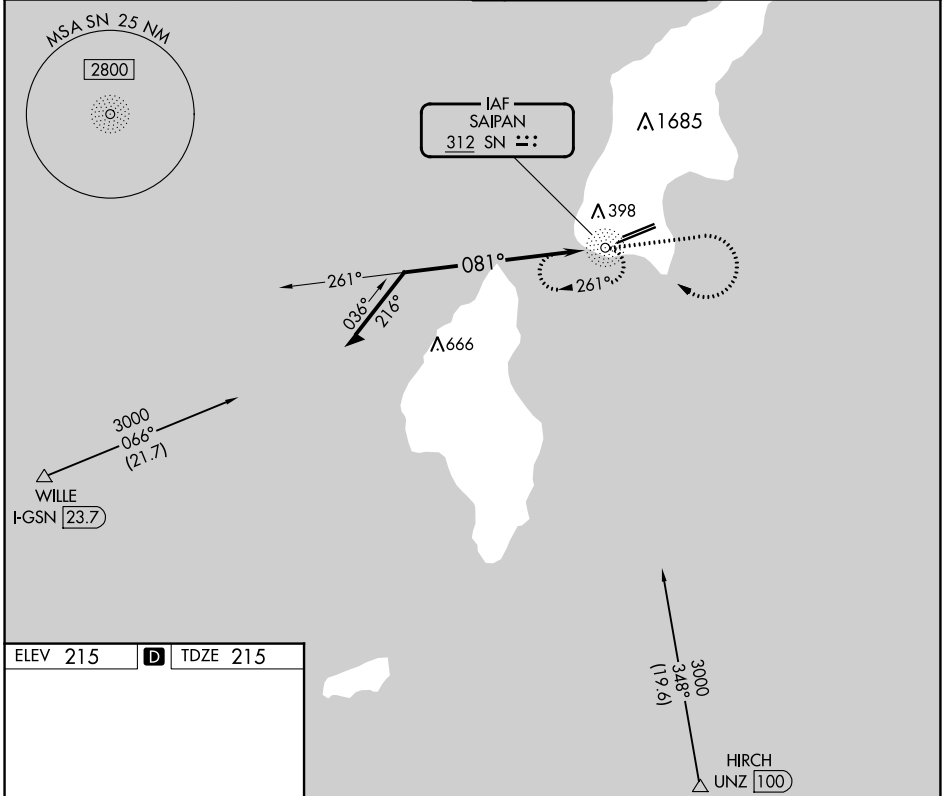 MSA SN 25 NM
2800
IAF
SAIPAN
312 SN
1685
398
081°
261°
261°
036°
216°
666
3000
066°
(21.7)
WILLE
I-GSN 23.7
ELEV 215 D TDZE 215
3000
348°
(19.6)
HIRCH
UNZ 100